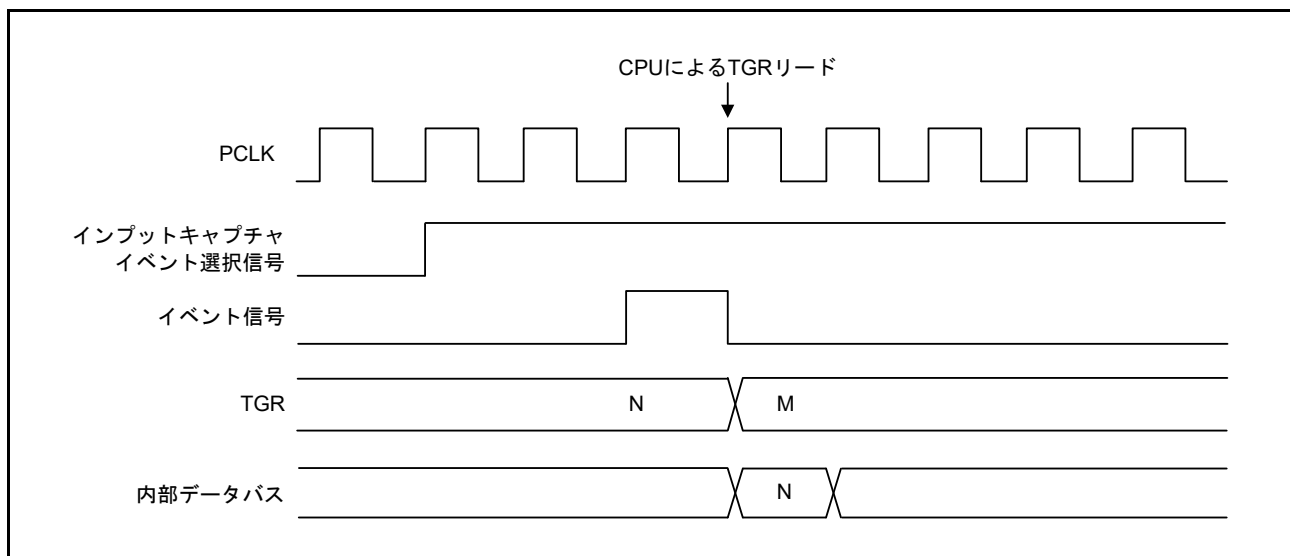 CPUによるTGRリード
PCLK
インプットキャプチャ
イベント選択信号
イベント信号
TGR
N
M
内部データバス
N